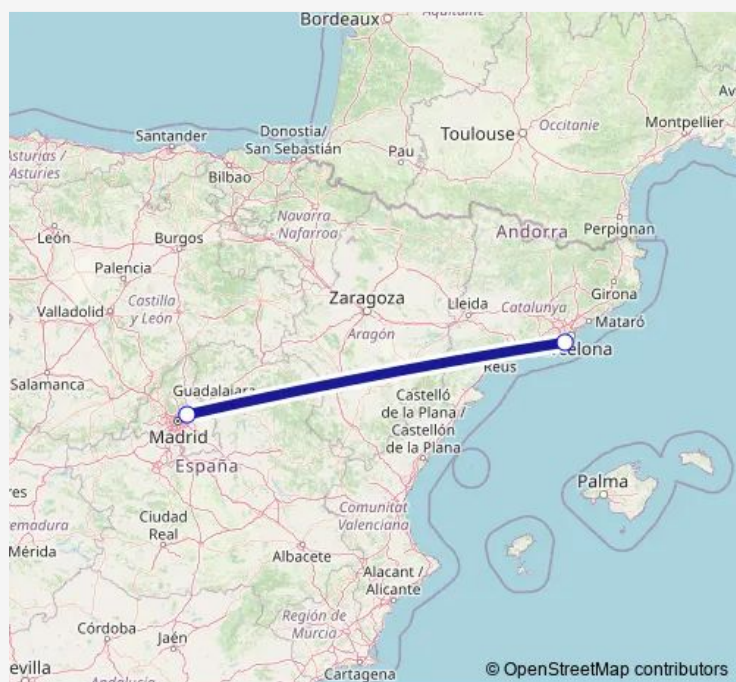 Bordeaux
Aquitaine
Toulouse
Occitanie
Montpellier
Santander
Donostia/
San Sebastián
Asturias /
Asturies
Bilbao
Pau
Navarra
Nafarroa
Andorra
Perpignan
León
Burgos
Palencia
Castilla
y León
Valladolid
Zaragoza
Aragón
Lleida
Catalunya
Girona
Mataró
Reus
Salamanca
Guadalajara
Madrid
España
Castelló
de la Plana /
Castellón
de la Plana
Palma
Ciudad
Real
Comunitat
Valenciana
Mérida
Albacete
Alacant /
Alicante
Región de
Murcia
Córdoba
Jaén
Cartagena
© OpenStreetMap contributors